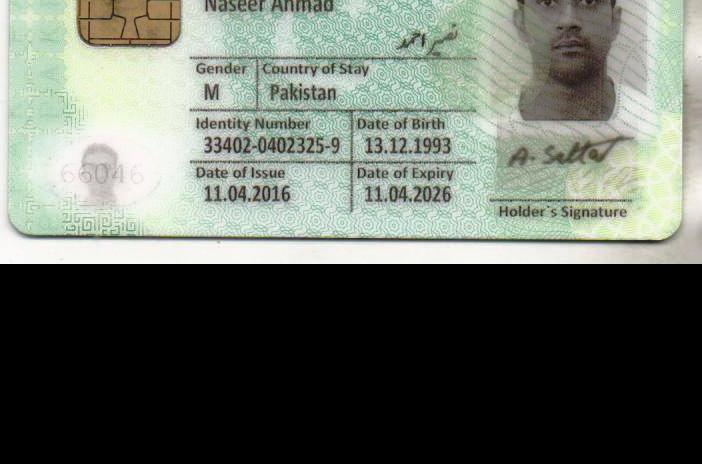 Naseer Ahmad
نصیر احمد
Gender Country of Stay
M Pakistan
Identity Number Date of Birth
33402-0402325-9 13.12.1993
Date of Issue Date of Expiry
11.04.2016 11.04.2026
66046
A. Sattar
Holder`s Signature